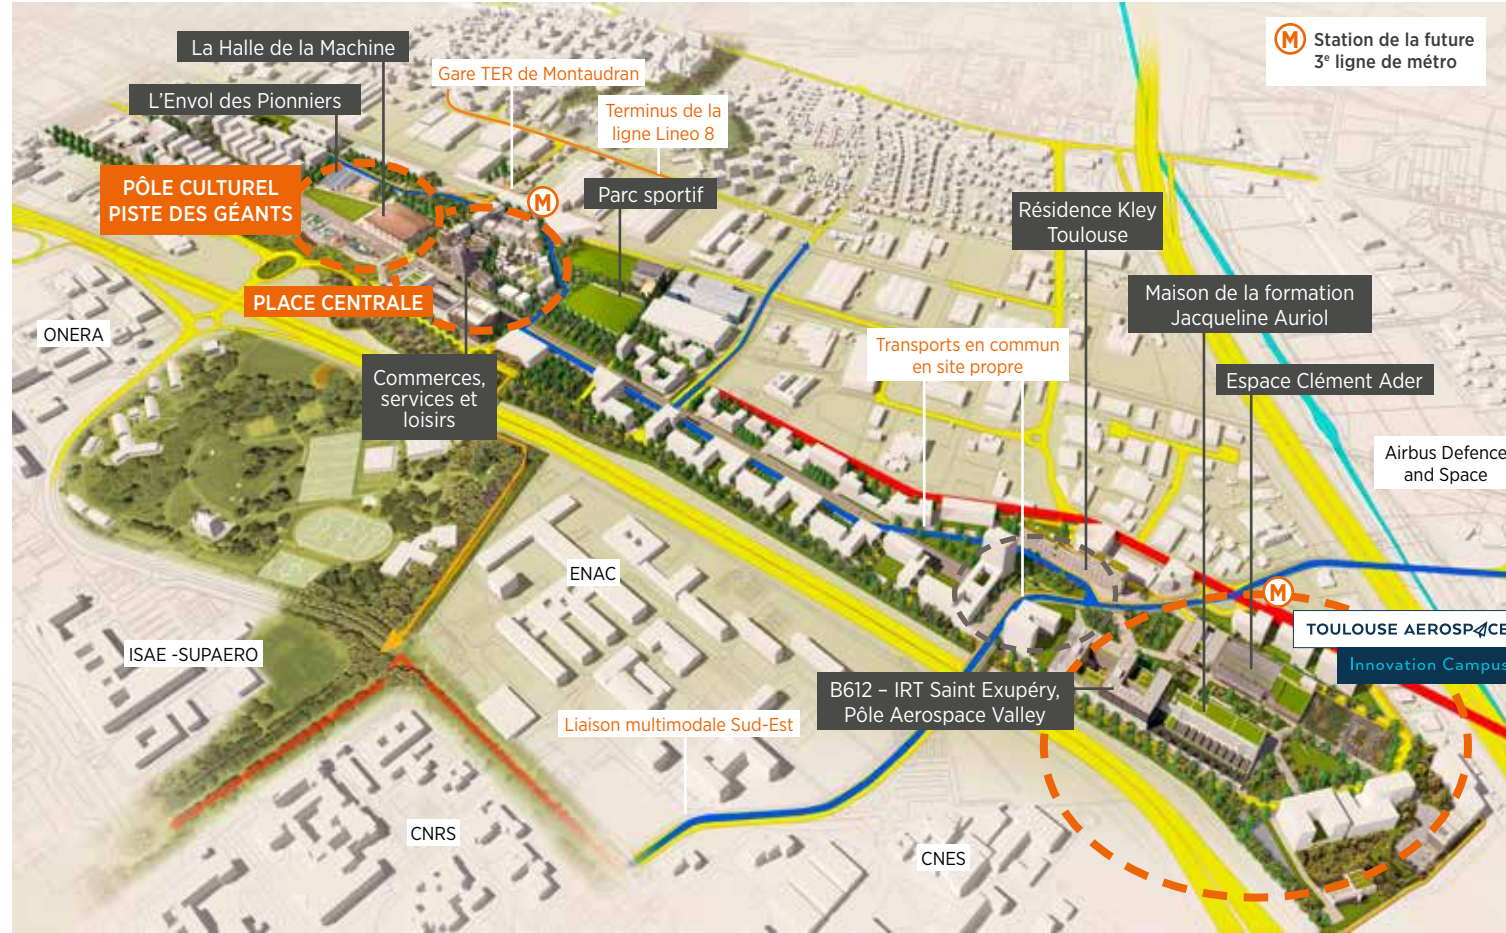 La Halle de la Machine
L'Envol des Pionniers
Gare TER de Montaudran
Terminus de la
ligne Lineo 8
M Station de la future
3e ligne de métro
PÔLE CULTUREL
PISTE DES GÉANTS
M
Parc sportif
Résidence Kley
Toulouse
PLACE CENTRALE
Maison de la formation
Jacqueline Auriol
ONERA
Transports en commun
en site propre
Commerces,
services et
loisirs
Espace Clément Ader
Airbus Defence
and Space
ENAC
M
ISAE -SUPAERO
TOULOUSE AEROSPACE
Innovation Campus
B612 – IRT Saint Exupéry,
Pôle Aerospace Valley
Liaison multimodale Sud-Est
CNRS
CNES